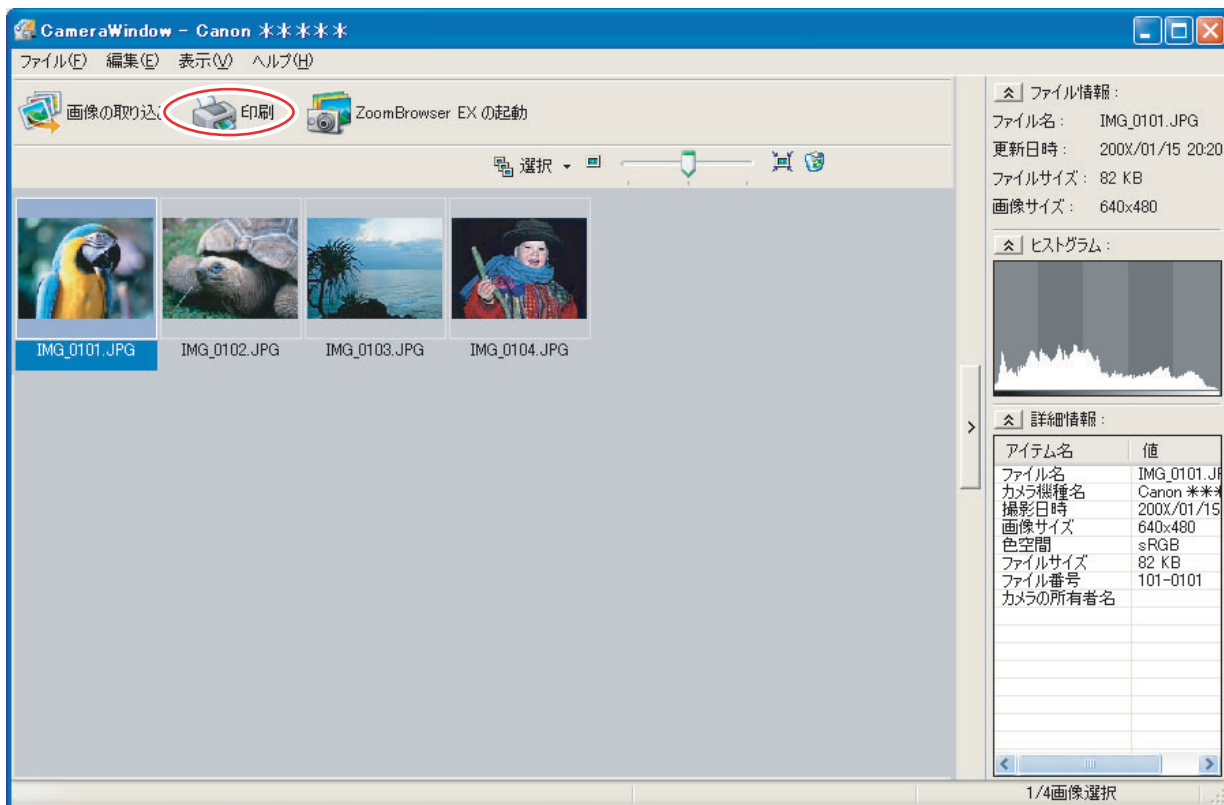 CameraWindow - Canon ＊＊＊＊＊
ファイル(F) 編集(E) 表示(V) ヘルプ(H)
画像の取り込 印刷 ZoomBrowser EX の起動
選択
IMG_0101.JPG IMG_0102.JPG IMG_0103.JPG IMG_0104.JPG
ファイル情報 :
ファイル名 : IMG_0101.JPG
更新日時 : 200X/01/15 20:20
ファイルサイズ : 82 KB
画像サイズ : 640x480
ヒストグラム :
詳細情報 :
アイテム名 値
ファイル名 IMG_0101.JP
カメラ機種名 Canon ＊＊＊
撮影日時 200X/01/15
画像サイズ 640x480
色空間 sRGB
ファイルサイズ 82 KB
ファイル番号 101-0101
カメラの所有者名
1/4画像選択